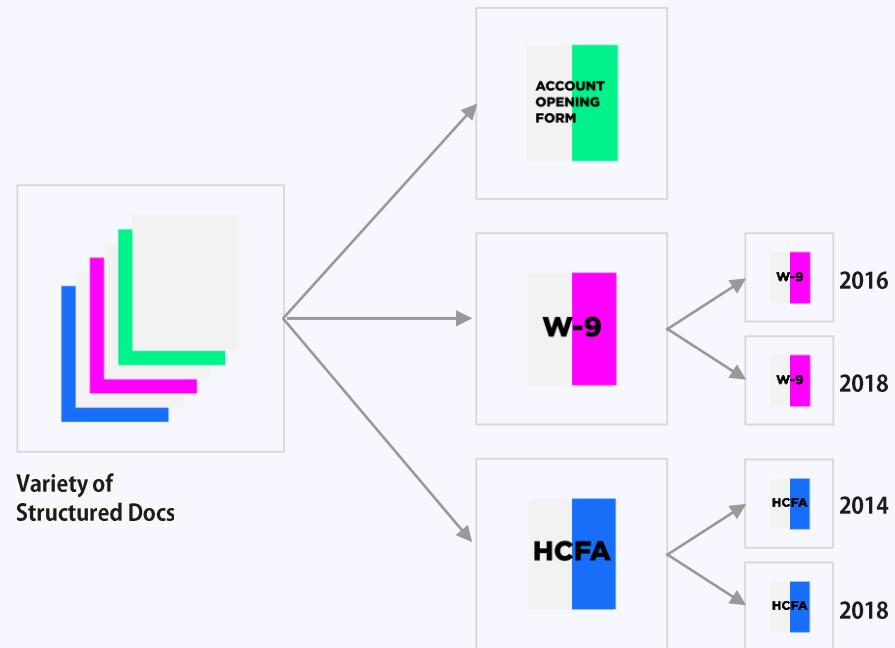 Variety of
Structured Docs
ACCOUNT
OPENING
FORM
W-9
W-9
2016
W-9
2018
HCFA
HCFA
2014
HCFA
2018